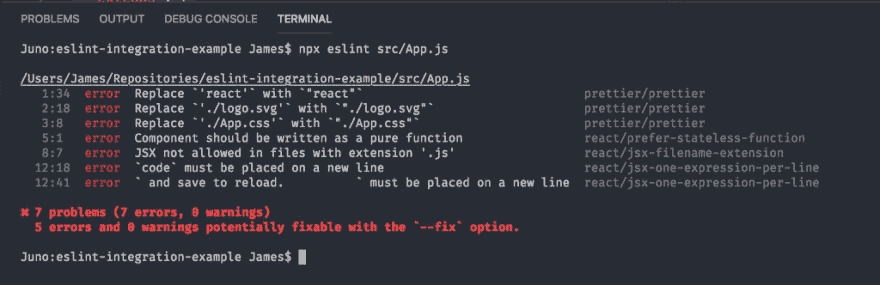 PROBLEMS OUTPUT DEBUG CONSOLE TERMINAL
Juno:eslint-integration-example James$ npx eslint src/App.js
/Users/James/Repositories/eslint-integration-example/src/App.js
1:34 error Replace `'react'` with `"react"` prettier/prettier
2:18 error Replace `'./logo.svg'` with `"./logo.svg"` prettier/prettier
3:8 error Replace `'./App.css'` with `"./App.css"` prettier/prettier
5:1 error Component should be written as a pure function react/prefer-stateless-function
8:7 error JSX not allowed in files with extension '.js' react/jsx-filename-extension
12:18 error `code` must be placed on a new line react/jsx-one-expression-per-line
12:41 error ` and save to reload. ` must be placed on a new line react/jsx-one-expression-per-line
✖ 7 problems (7 errors, 0 warnings)
5 errors and 0 warnings potentially fixable with the `--fix` option.
Juno:eslint-integration-example James$